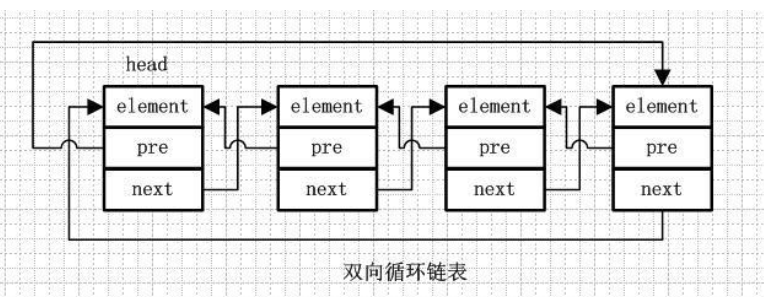 head
element element element element
pre pre pre pre
next next next next
双向循环链表